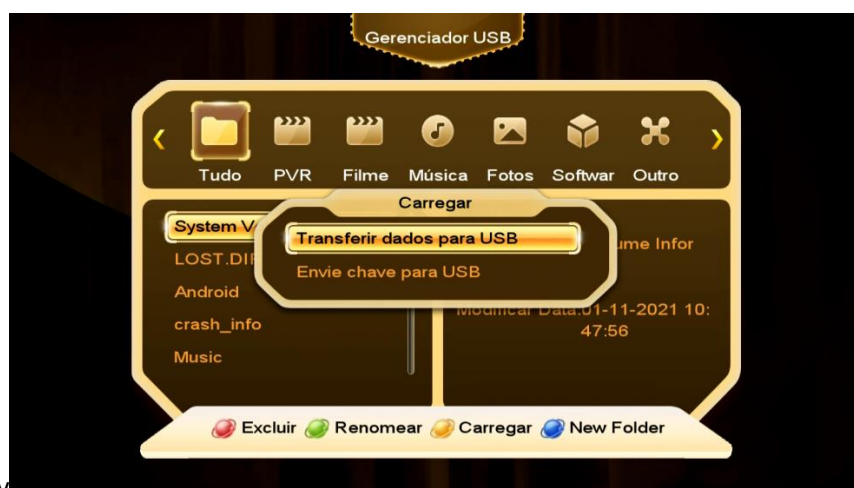 Gerenciador USB
Tudo PVR Filme Música Fotos Softwar Outro
Carregar
Transferir dados para USB
Envie chave para USB
System V
LOST.DI
Android
crash_info
Music
ume Infor
Modificar Data:01-11-2021 10:
47:56
Excluir Renomear Carregar New Folder